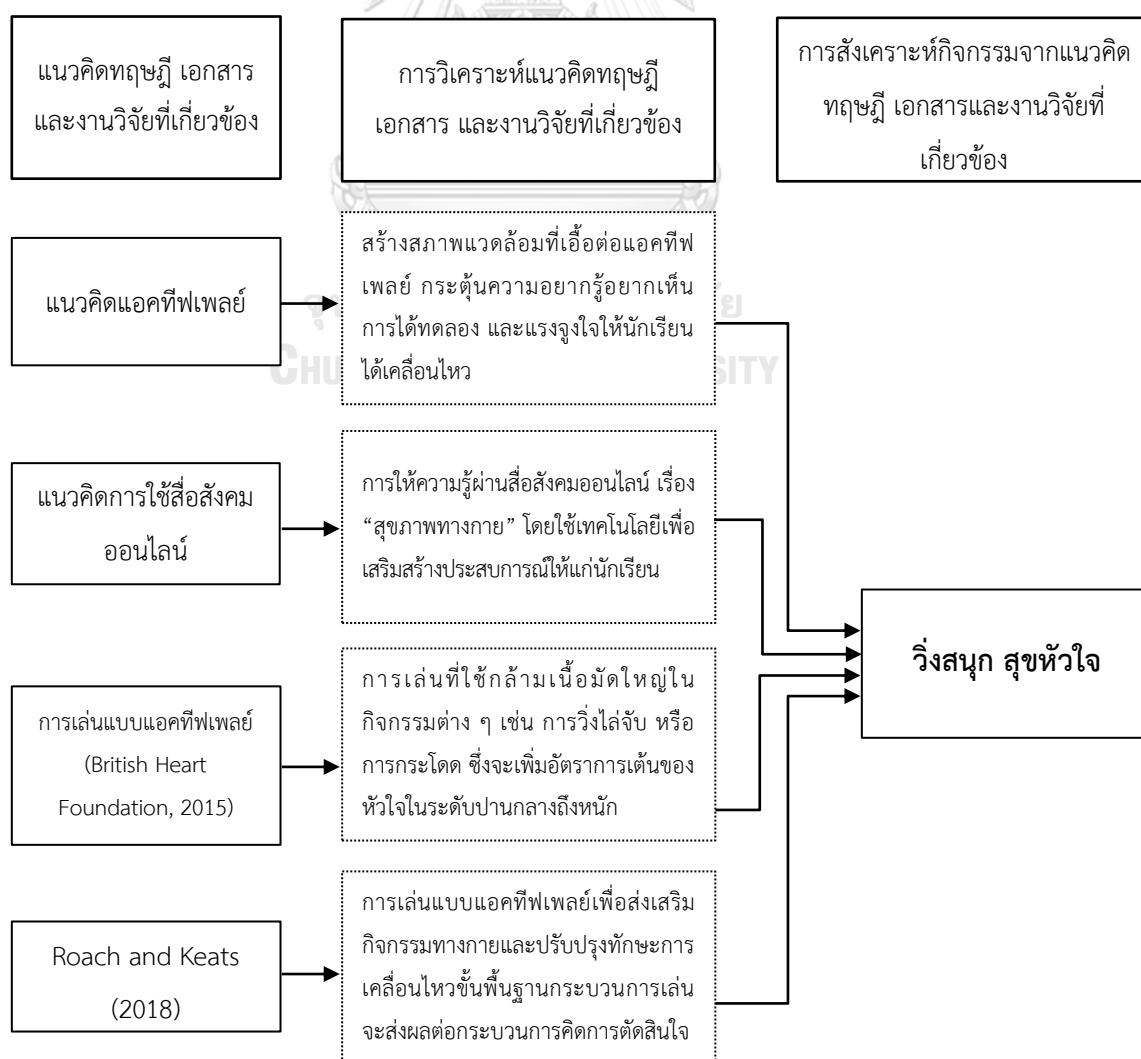 แนวคิดทฤษฎี เอกสาร
และงานวิจัยที่เกี่ยวข้อง
การวิเคราะห์แนวคิดทฤษฎี
เอกสาร และงานวิจัยที่เกี่ยวข้อง
การสังเคราะห์กิจกรรมจากแนวคิด
ทฤษฎี เอกสารและงานวิจัยที่
เกี่ยวข้อง
แนวคิดแอคทีฟเพลย์
สร้างสภาพแวดล้อมที่เอื้อต่อแอคทีฟ
เพลย์ กระตุ้นความอยากรู้อยากเห็น
การได้ทดลอง และแรงจูงใจให้นักเรียน
ได้เคลื่อนไหว
แนวคิดการใช้สื่อสังคม
ออนไลน์
การให้ความรู้ผ่านสื่อสังคมออนไลน์ เรื่อง
“สุขภาพทางกาย” โดยใช้เทคโนโลยีเพื่อ
เสริมสร้างประสบการณ์ให้แก่นักเรียน
การเล่นแบบแอคทีฟเพลย์
(British Heart
Foundation, 2015)
การเล่นที่ใช้กล้ามเนื้อมัดใหญ่ใน
กิจกรรมต่าง ๆ เช่น การวิ่งไล่จับ หรือ
การกระโดด ซึ่งจะเพิ่มอัตราการเต้นของ
หัวใจในระดับปานกลางถึงหนัก
Roach and Keats
(2018)
การเล่นแบบแอคทีฟเพลย์เพื่อส่งเสริม
กิจกรรมทางกายและปรับปรุงทักษะการ
เคลื่อนไหวขั้นพื้นฐานกระบวนการเล่น
จะส่งผลต่อกระบวนการคิดการตัดสินใจ
วิ่งสนุก สุขหัวใจ